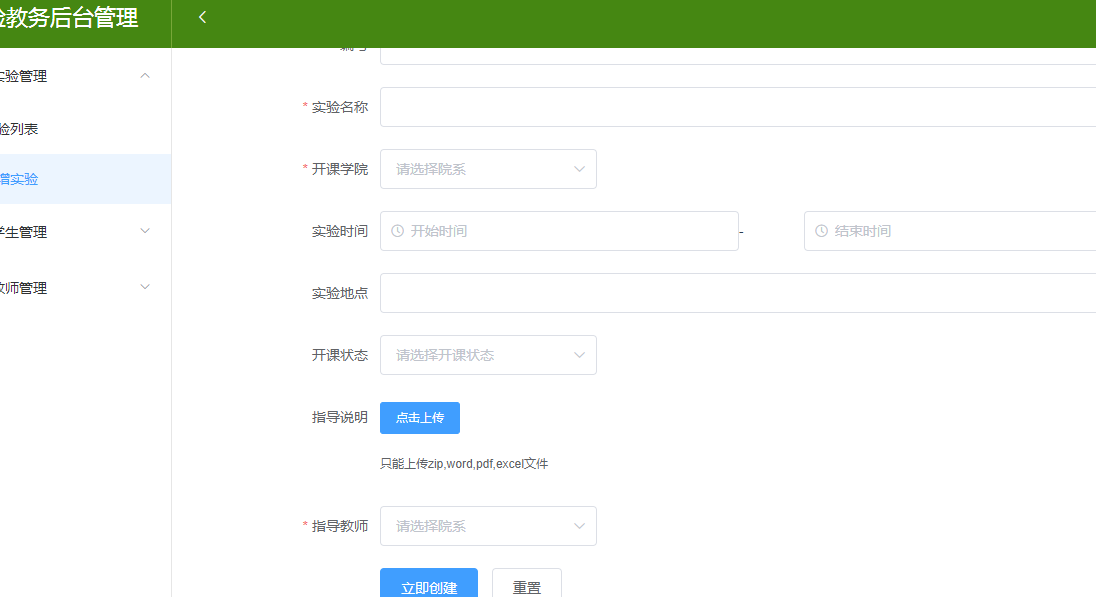 验教务后台管理
实验管理
验列表
增实验
学生管理
教师管理
编号
* 实验名称
* 开课学院 请选择院系
实验时间 开始时间 - 结束时间
实验地点
开课状态 请选择开课状态
指导说明 点击上传
只能上传zip,word,pdf,excel文件
* 指导教师 请选择院系
立即创建 重置